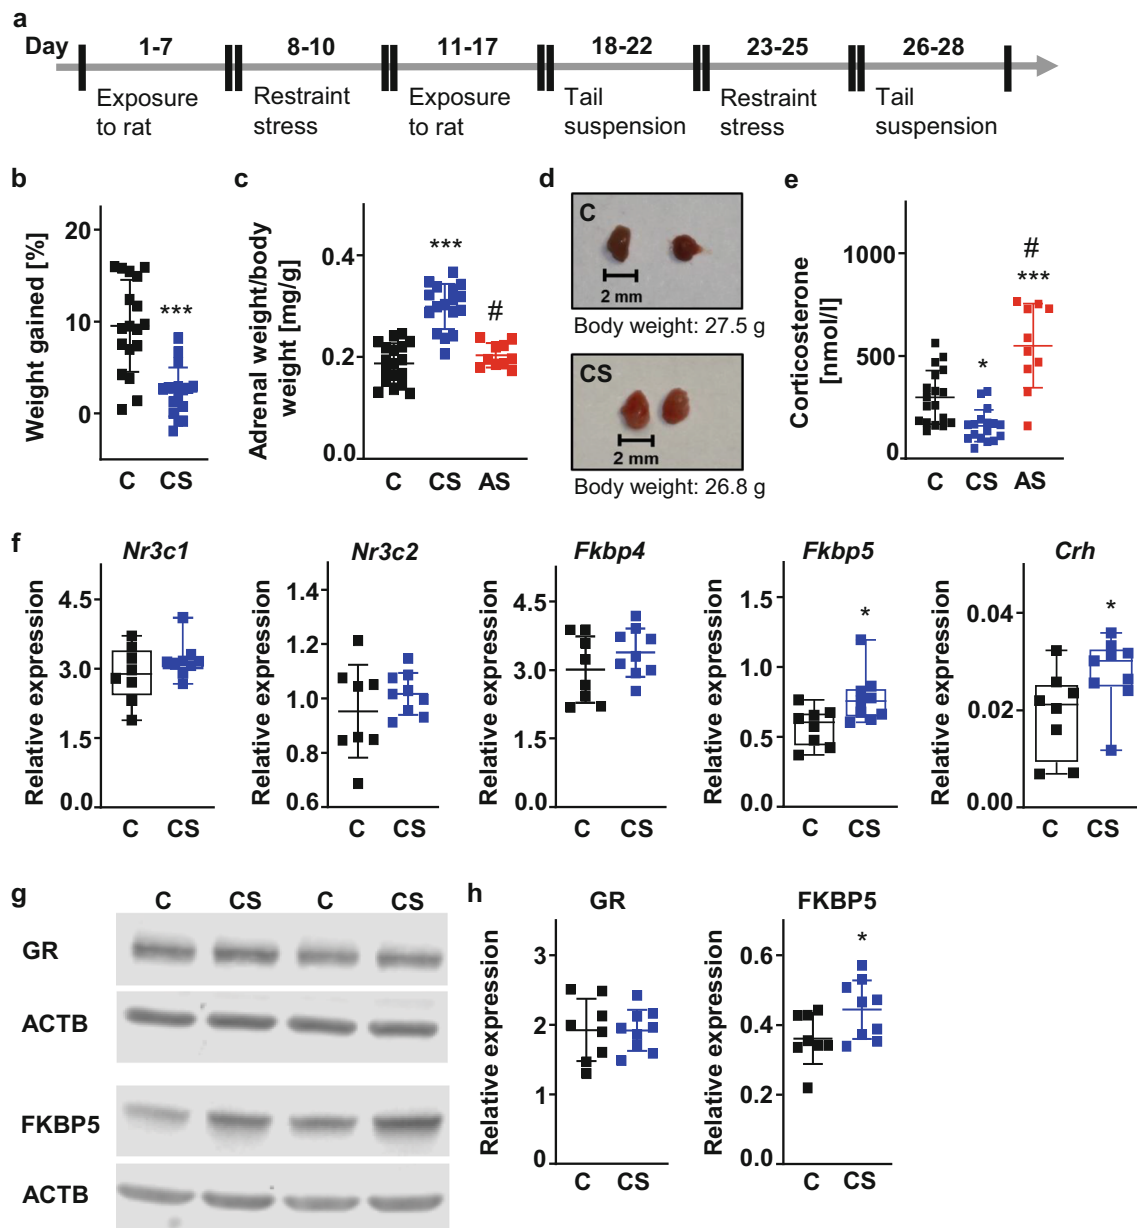 a
Day 1-7 8-10 11-17 18-22 23-25 26-28
Exposure Restraint Exposure Tail Restraint Tail
to rat stress to rat suspension stress suspension
b
Weight gained [%]
20
10
0
***
C CS
c
Adrenal weight/body
weight [mg/g]
0.4
0.2
0.0
***
#
C CS AS
d
C
2 mm
Body weight: 27.5 g
CS
2 mm
Body weight: 26.8 g
e
Corticosterone
[nmol/l]
1000
500
0
*
#
***
C CS AS
f
Nr3c1
Relative expression
4.5
3.0
1.5
0.0
C CS
Nr3c2
Relative expression
1.4
1.2
1.0
0.8
0.6
C CS
Fkbp4
Relative expression
4.5
3.0
1.5
0.0
C CS
Fkbp5
Relative expression
1.5
1.0
0.5
0.0
*
C CS
Crh
Relative expression
0.04
0.02
0.00
*
C CS
g
C CS C CS
GR
ACTB
FKBP5
ACTB
h
GR
Relative expression
3
2
1
0
C CS
FKBP5
Relative expression
0.6
0.4
0.2
0.0
*
C CS